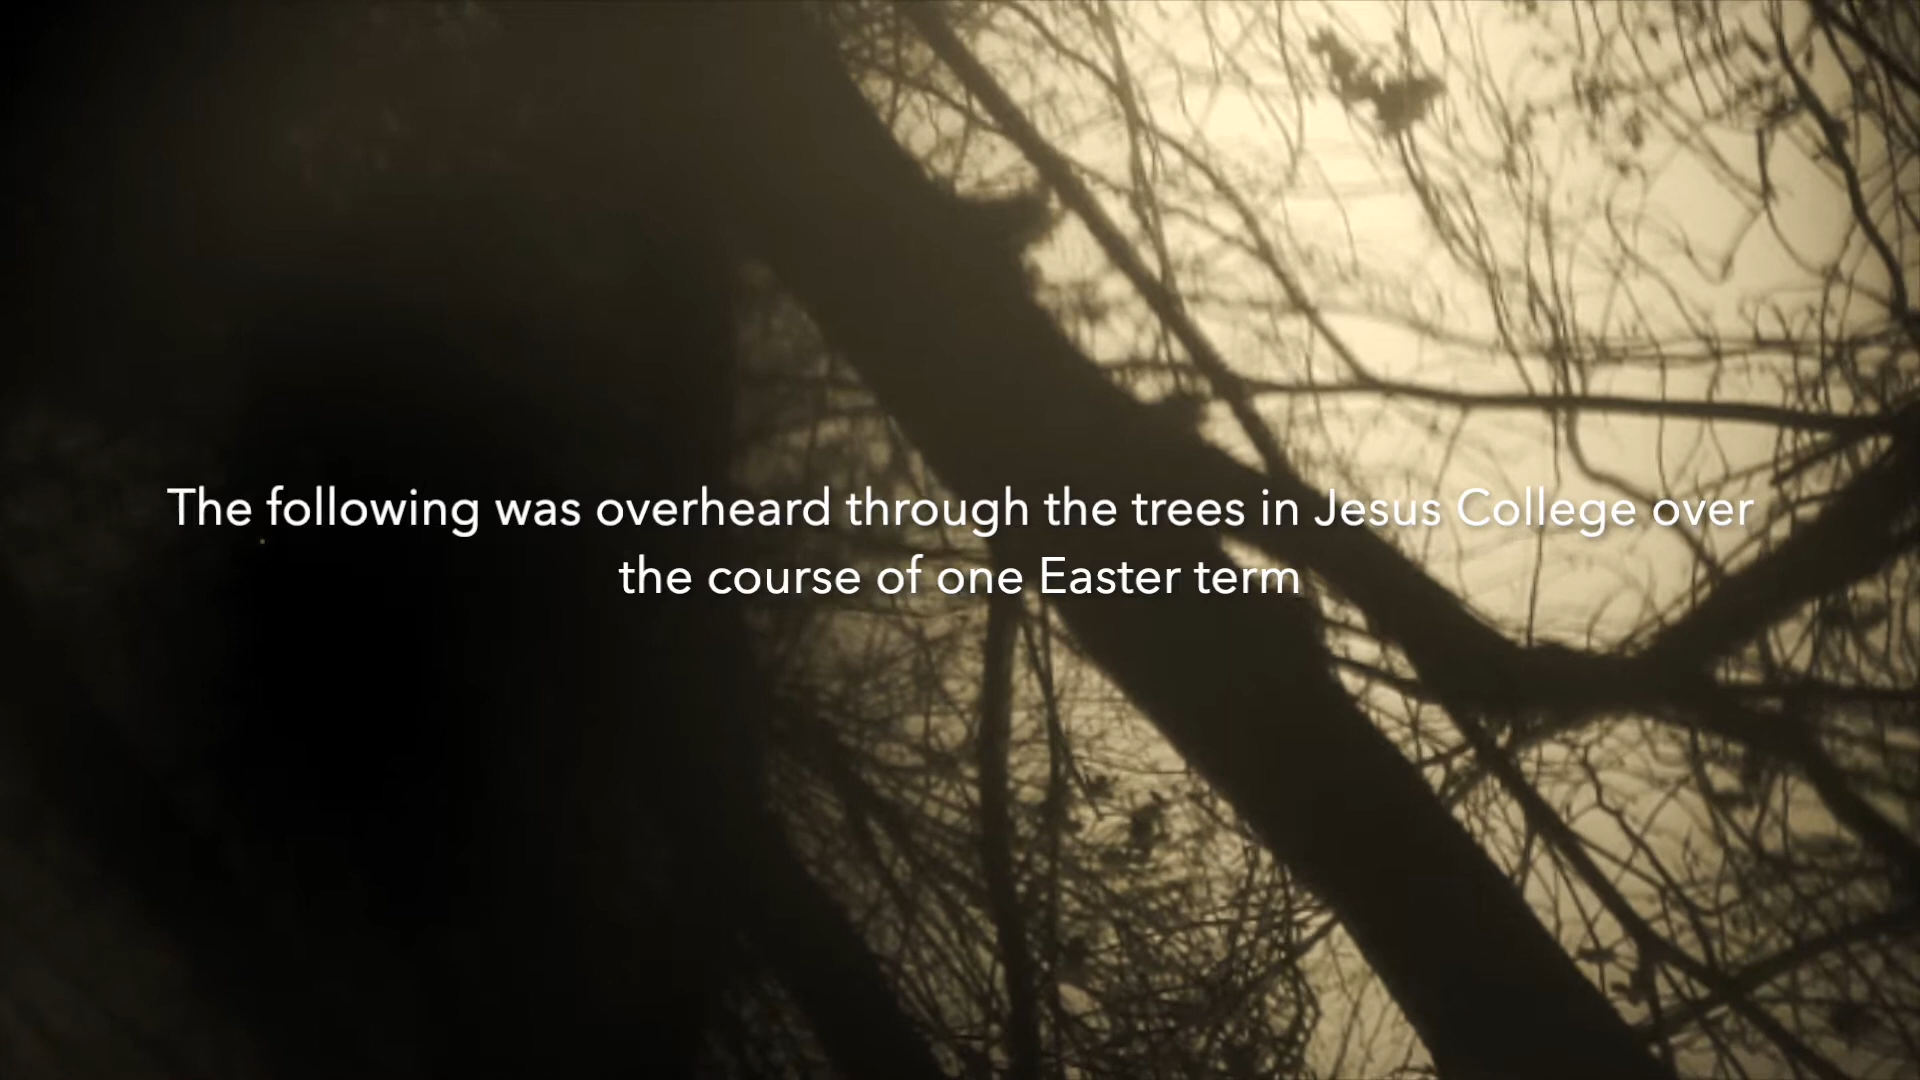 The following was overheard through the trees in Jesus College over
the course of one Easter term